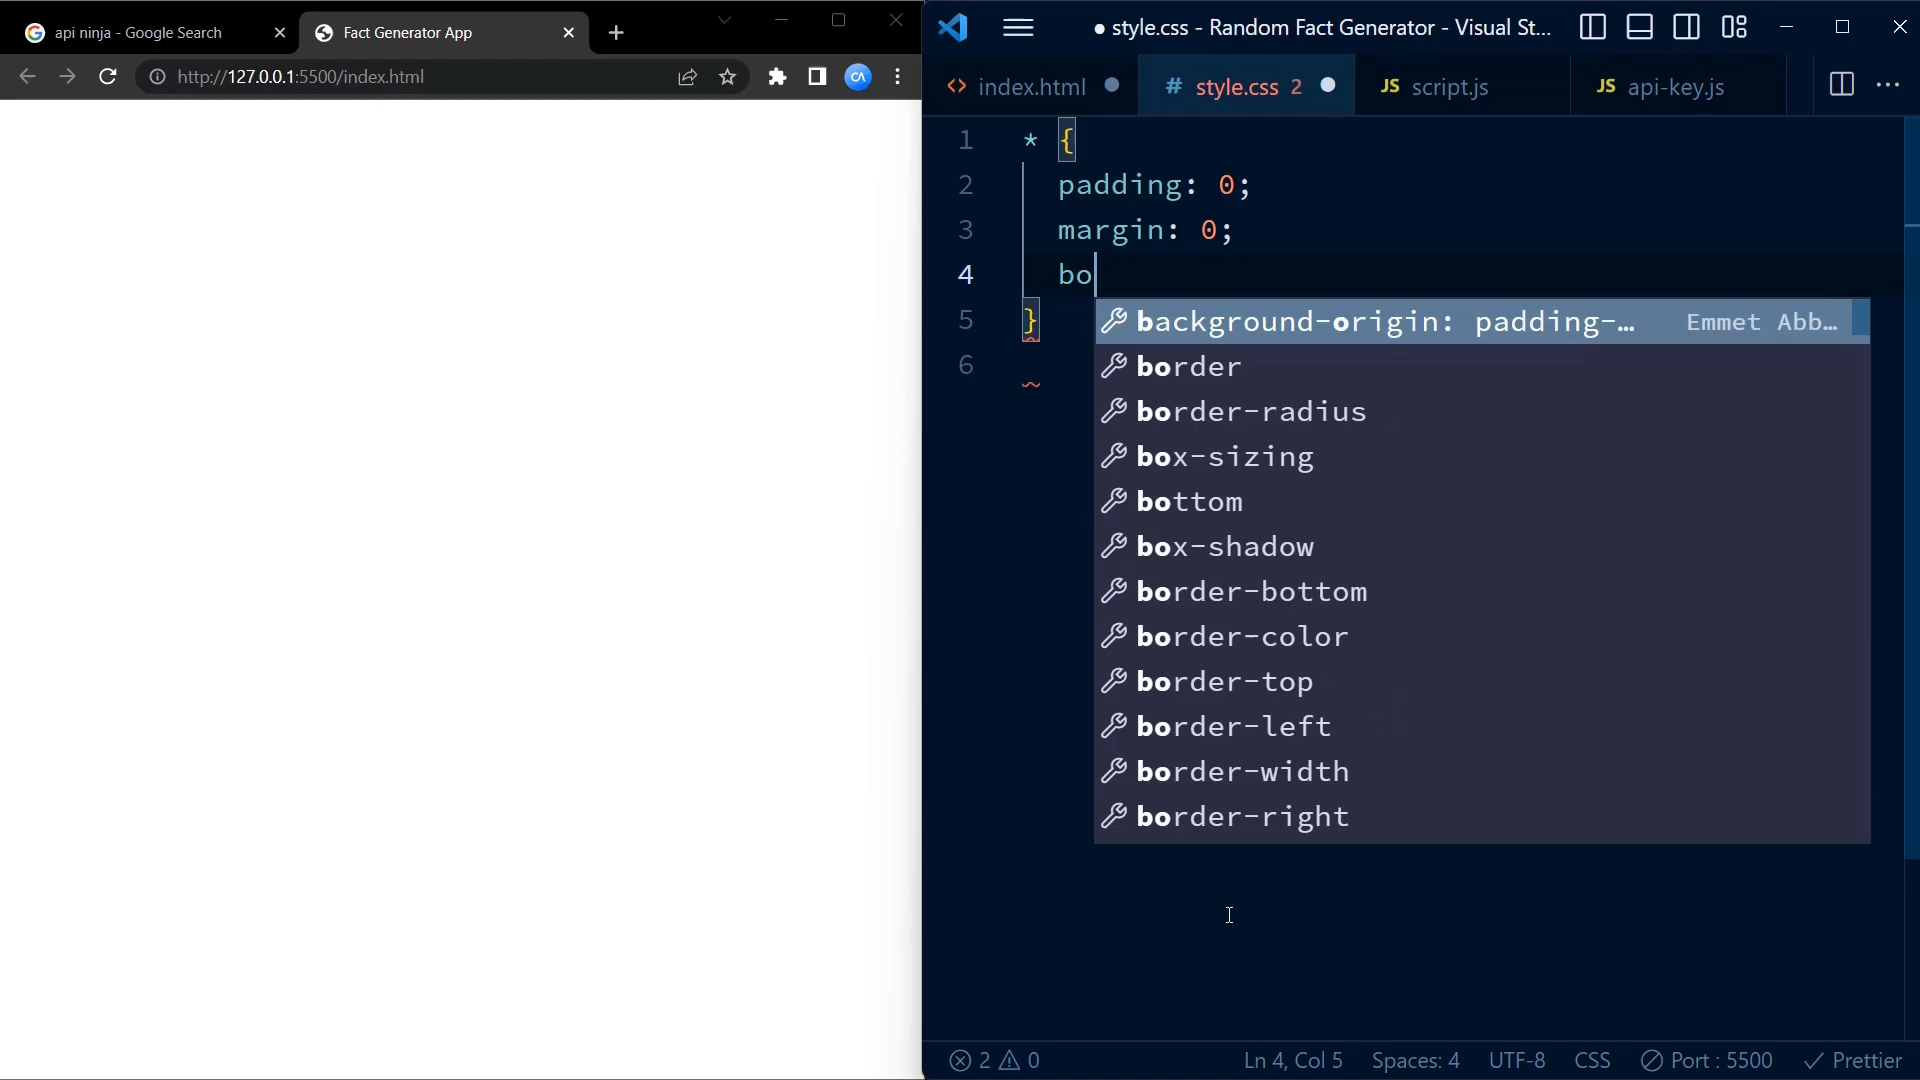 api ninja - Google Search
Fact Generator App
http://127.0.0.1:5500/index.html
CA
● style.css - Random Fact Generator - Visual St...
<> index.html
# style.css 2
JS script.js
JS api-key.js
1 * {
2 padding: 0;
3 margin: 0;
4 bo
5 }
6
background-origin: padding-… Emmet Abb…
border
border-radius
box-sizing
bottom
box-shadow
border-bottom
border-color
border-top
border-left
border-width
border-right
2 0 Ln 4, Col 5 Spaces: 4 UTF-8 CSS Port : 5500 Prettier